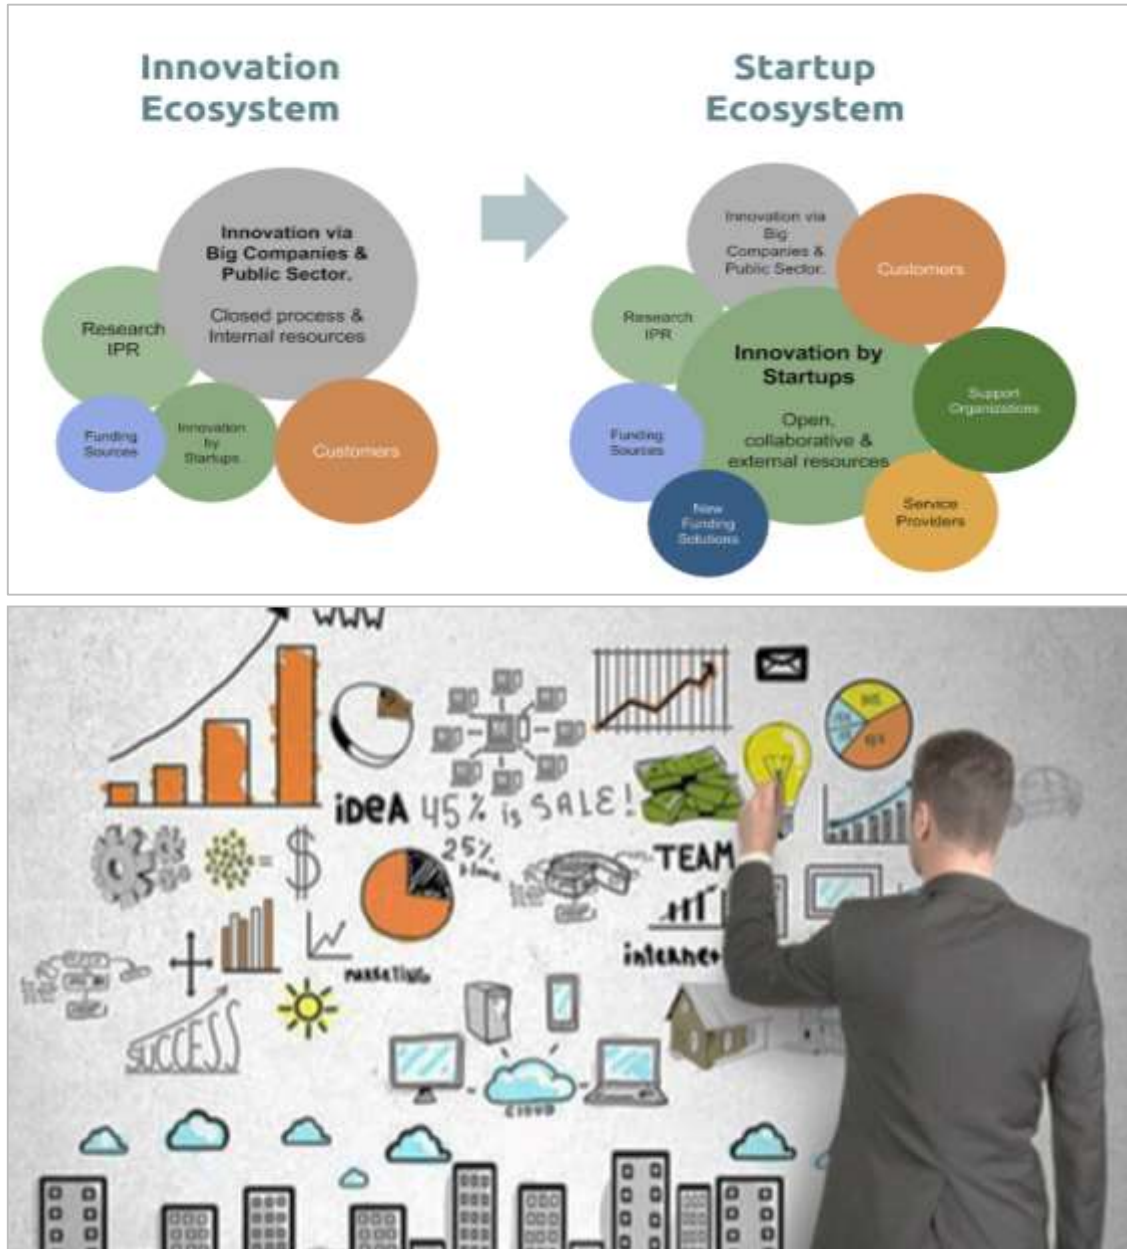 Innovation
Ecosystem
Innovation via
Big Companies &
Public Sector.
Closed process &
Internal resources
Research
IPR
Funding
Sources
Innovation
by
Startups
Customers
Startup
Ecosystem
Innovation via
Big
Companies &
Public Sector.
Customers
Research
IPR
Innovation by
Startups
Open,
collaborative &
external resources
Support
Organizations
Funding
Sources
New
Funding
Solutions
Service
Providers
WWW
iDeA 45% is SALE!
25%
TEAM
$
MARKETING
internet
SUCCESS
CLOUD